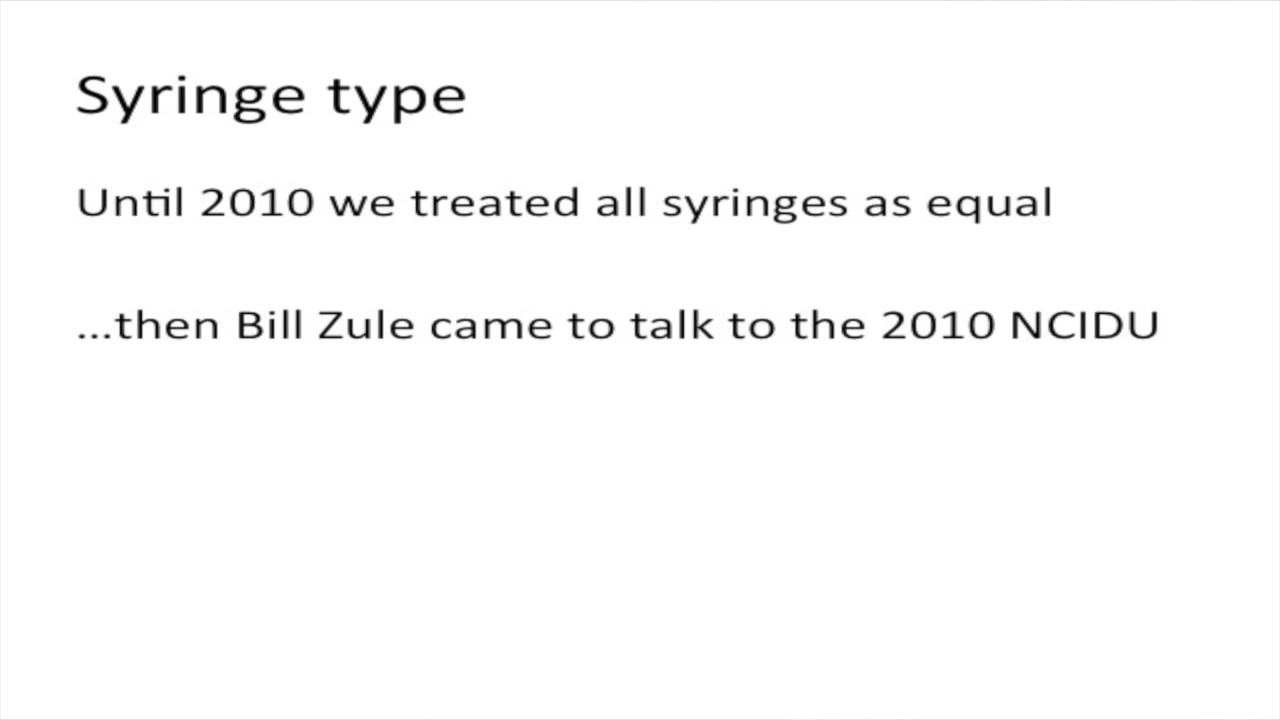 Syringe type
Until 2010 we treated all syringes as equal
...then Bill Zule came to talk to the 2010 NCIDU